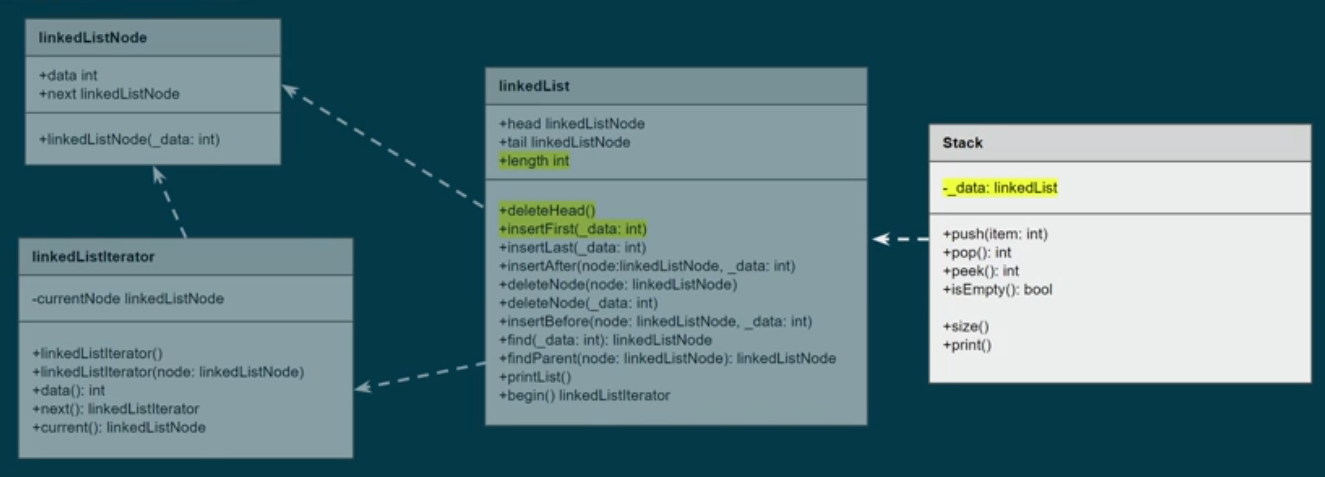 linkedListNode
+data int
+next linkedListNode
+linkedListNode(_data: int)
linkedListIterator
-currentNode linkedListNode
+linkedListIterator()
+linkedListIterator(node: linkedListNode)
+data(): int
+next(): linkedListIterator
+current(): linkedListNode
linkedList
+head linkedListNode
+tail linkedListNode
+length int
+deleteHead()
+insertFirst(_data: int)
+insertLast(_data: int)
+insertAfter(node:linkedListNode, _data: int)
+deleteNode(node: linkedListNode)
+deleteNode(_data: int)
+insertBefore(node: linkedListNode, _data: int)
+find(_data: int): linkedListNode
+findParent(node: linkedListNode): linkedListNode
+printList()
+begin() linkedListIterator
Stack
-_data: linkedList
+push(item: int)
+pop(): int
+peek(): int
+isEmpty(): bool
+size()
+print()